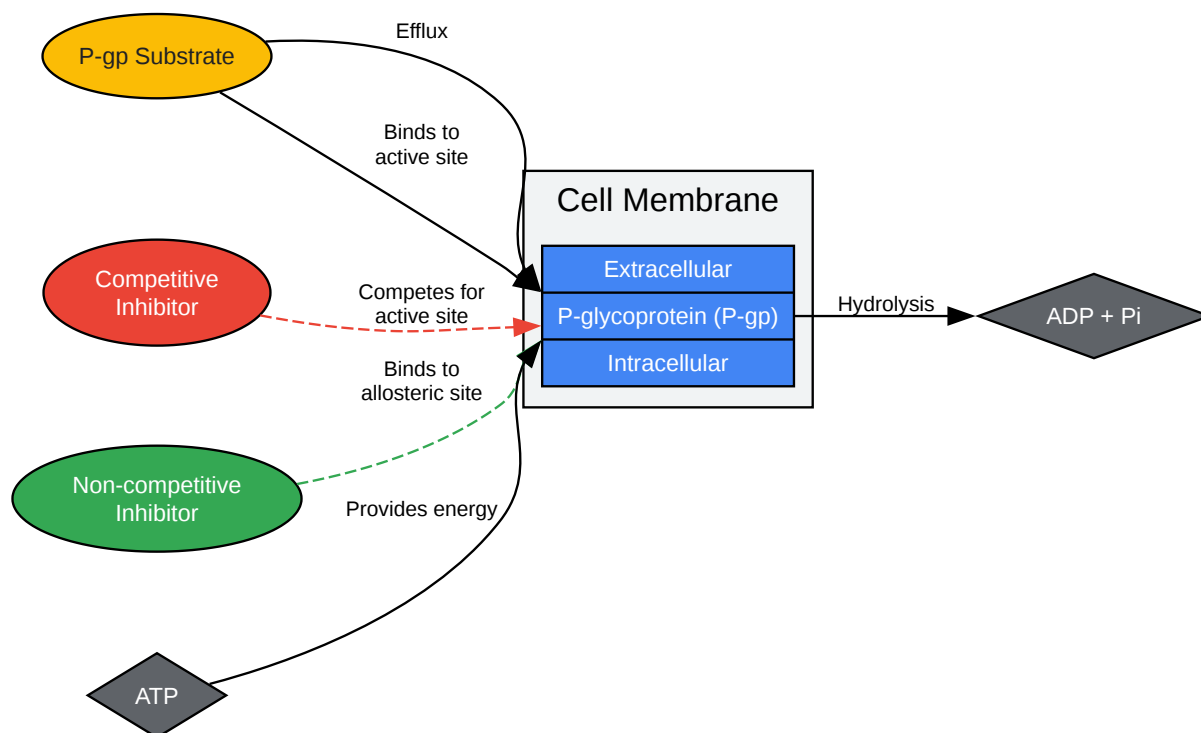 Efflux
P-gp Substrate
Binds to
active site
Cell Membrane
Extracellular
Competitive
Inhibitor
Competes for
active site
P-glycoprotein (P-gp)
Hydrolysis
ADP + Pi
Intracellular
Binds to
allosteric site
Non-competitive
Inhibitor
Provides energy
ATP